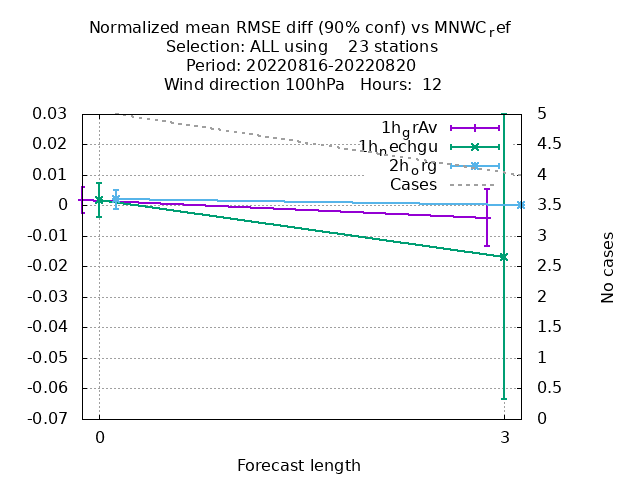 Normalized mean RMSE diff (90% conf) vs MNWC_ref
Selection: ALL using 23 stations
Period: 20220816-20220820
Wind direction 100hPa Hours: 12
0.03
0.02
0.01
0
-0.01
-0.02
-0.03
-0.04
-0.05
-0.06
-0.07
5
4.5
4
3.5
3
2.5
2
1.5
1
0.5
0
1h_grAv
1h_nechgu
2h_org
Cases
No cases
0 3
Forecast length